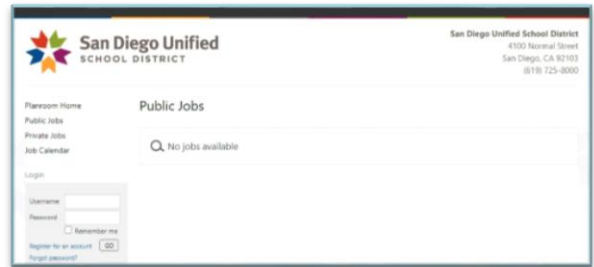 San Diego Unified
SCHOOL DISTRICT
San Diego Unified School District
4100 Normal Street
San Diego, CA 92103
(619) 725-8000
Planroom Home
Public Jobs
Private Jobs
Job Calendar
Login
Username
Password
Remember me
Register for an account GO
Forgot password?
Public Jobs
No jobs available